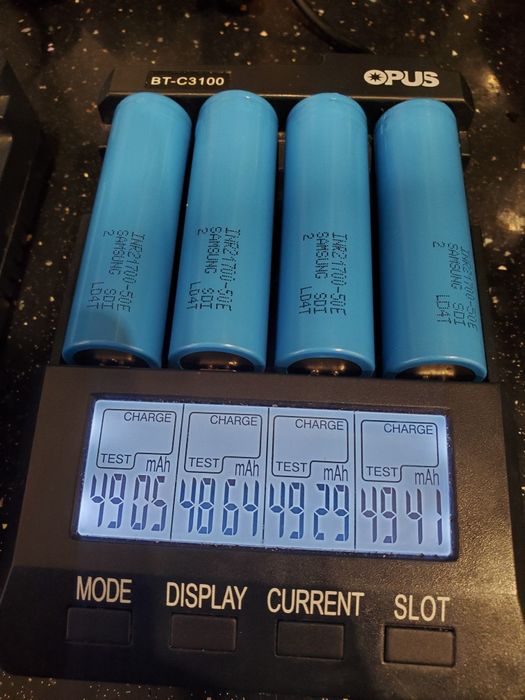 BT-C3100
OPUS
INR21700-50E
SAMSUNG SDI
2 LD4T
INR21700-50E
SAMSUNG SDI
2 LD4T
INR21700-50E
SAMSUNG SDI
2 LD4T
INR21700-50E
SAMSUNG SDI
2 LD4T
CHARGE CHARGE CHARGE CHARGE
TEST mAh TEST mAh TEST mAh TEST mAh
4905 4864 4929 4941
MODE DISPLAY CURRENT SLOT